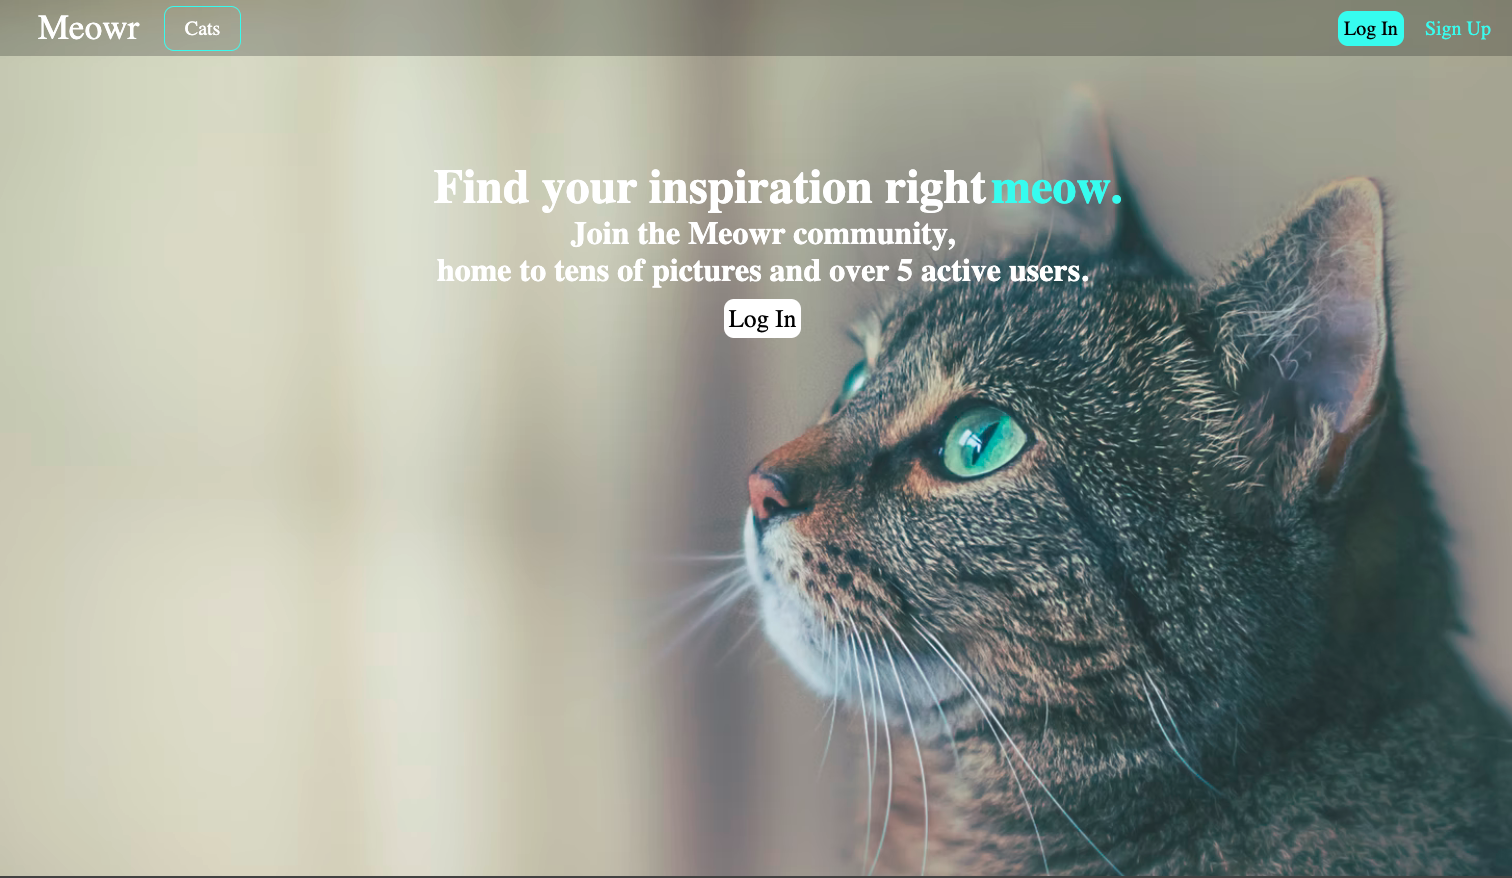 Meowr
Cats
Log In
Sign Up
Find your inspiration right meow.
Join the Meowr community,
home to tens of pictures and over 5 active users.
Log In